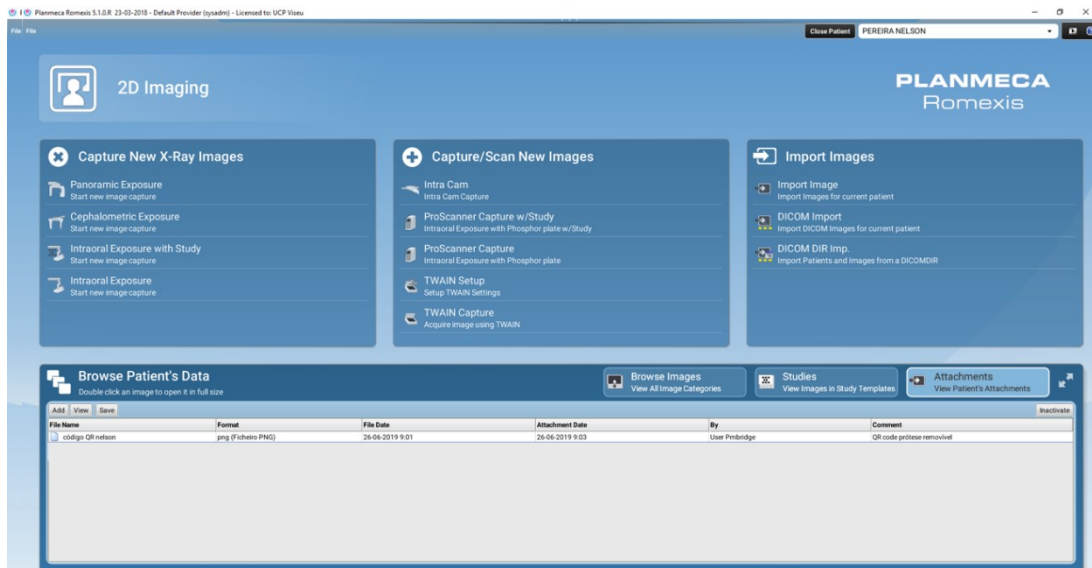 Planmeca Romexis 5.1.0.R 23-03-2018 - Default Provider (sysadm) - Licensed to: UCP Viseu
File File
Close Patient PEREIRA NELSON
2D Imaging
PLANMECA
Romexis
Capture New X-Ray Images
Panoramic Exposure
Start new image capture
Cephalometric Exposure
Start new image capture
Intraoral Exposure with Study
Start new image capture
Intraoral Exposure
Start new image capture
Capture/Scan New Images
Intra Cam
Intra Cam Capture
ProScanner Capture w/Study
Intraoral Exposure with Phosphor plate w/Study
ProScanner Capture
Intraoral Exposure with Phosphor plate
TWAIN Setup
Setup TWAIN Settings
TWAIN Capture
Acquire image using TWAIN
Import Images
Import Image
Import Images for current patient
DICOM Import
Import DICOM Images for current patient
DICOM DIR Imp.
Import Patients and Images from a DICOMDIR
Browse Patient's Data
Double click an image to open it in full size
Browse Images
View All Image Categories
Studies
View Images in Study Templates
Attachments
View Patient's Attachments
Add View Save Inactivate
File Name Format File Date Attachment Date By Comment
código QR nelson png (Ficheiro PNG) 26-06-2019 9:01 26-06-2019 9:03 User Pmbridge QR code prótese removível